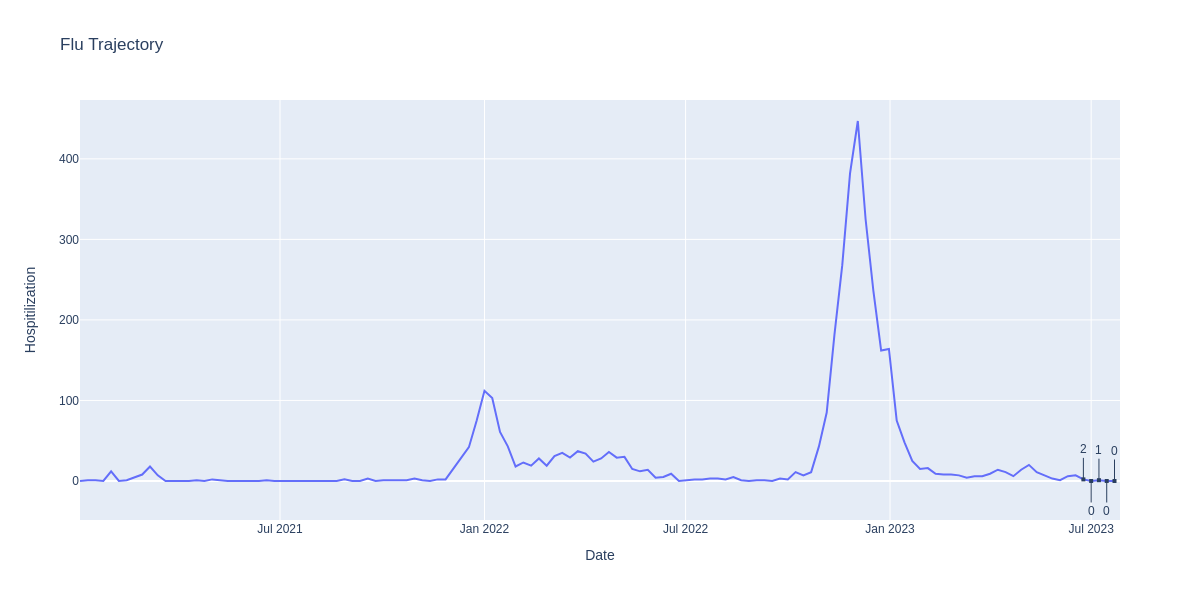 Flu Trajectory
Hospitilization
400
300
200
100
0
2
1
0
0
0
Jul 2021
Jan 2022
Jul 2022
Jan 2023
Jul 2023
Date